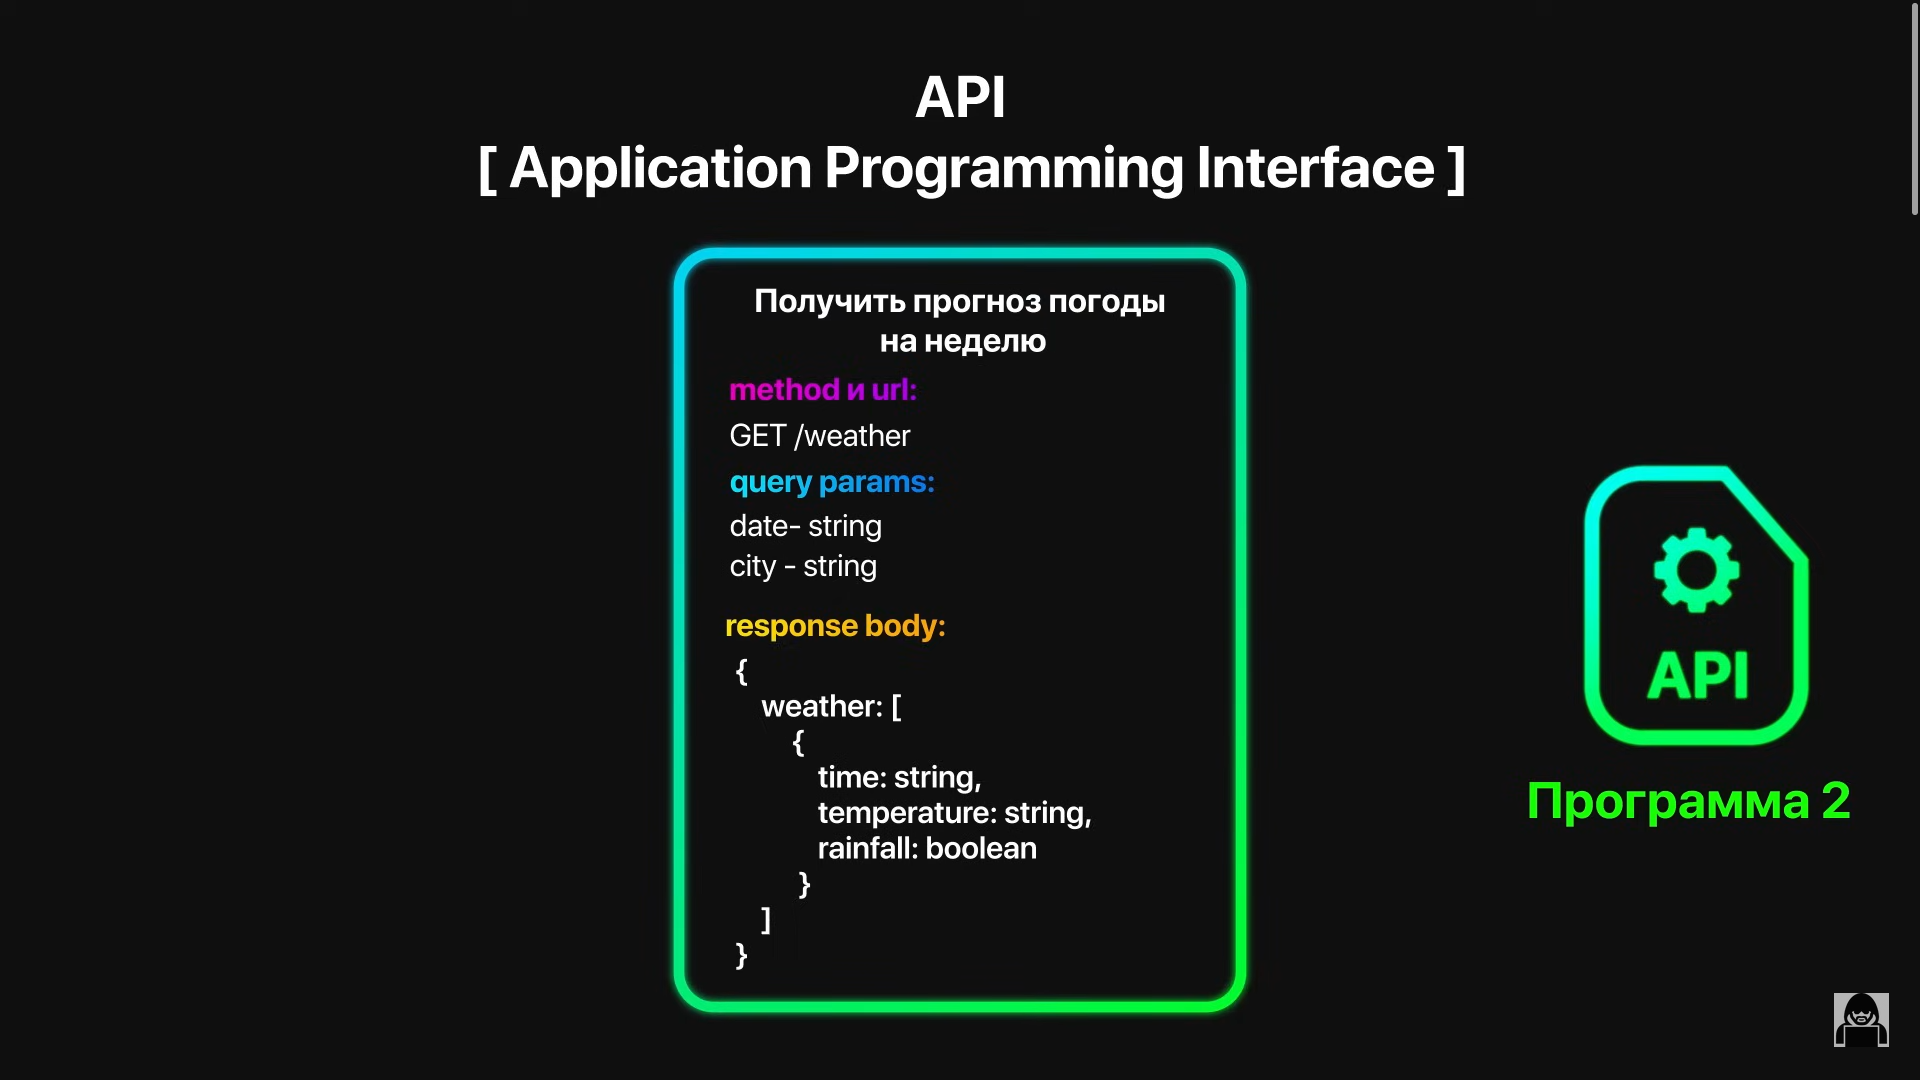 API
[ Application Programming Interface ]
Получить прогноз погоды
на неделю
method и url:
GET /weather
query params:
date- string
city - string
response body:
{
weather: [
{
time: string,
temperature: string,
rainfall: boolean
}
]
}
API
Программа 2